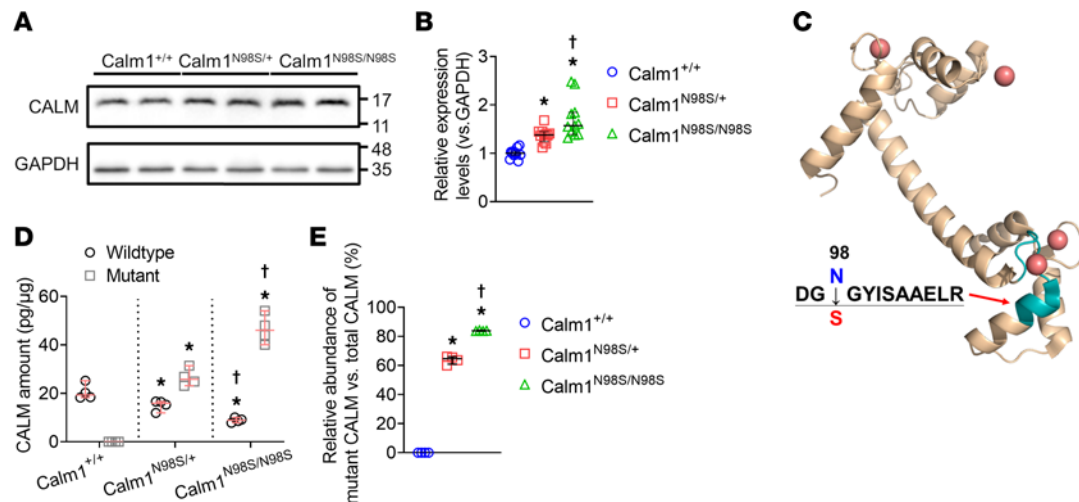 A
Calm1+/+ Calm1N98S/+ Calm1N98S/N98S
CALM
17
11
GAPDH
48
35
B
Relative expression
levels (vs.GAPDH)
3
2
1
0
*
†
*
Calm1+/+
Calm1N98S/+
Calm1N98S/N98S
C
98
N
DG ↓ GYISAAELR
S
D
Wildtype
Mutant
CALM amount (pg/µg)
60
40
20
0
*
*
†
*
†
*
Calm1+/+
Calm1N98S/+
Calm1N98S/N98S
E
Relative abundance of
mutant CALM vs. total CALM (%)
100
80
60
40
20
0
*
†
*
Calm1+/+
Calm1N98S/+
Calm1N98S/N98S